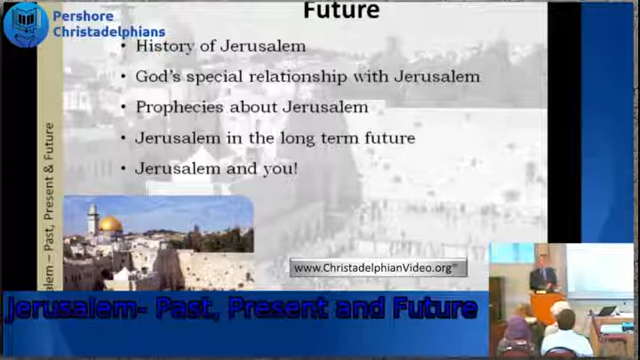 Pershore
Christadelphians
Future
• History of Jerusalem
• God's special relationship with Jerusalem
• Prophecies about Jerusalem
• Jerusalem in the long term future
• Jerusalem and you!
lem – Past, Present & Future
www.ChristadelphianVideo.org
Jerusalem- Past, Present and Future